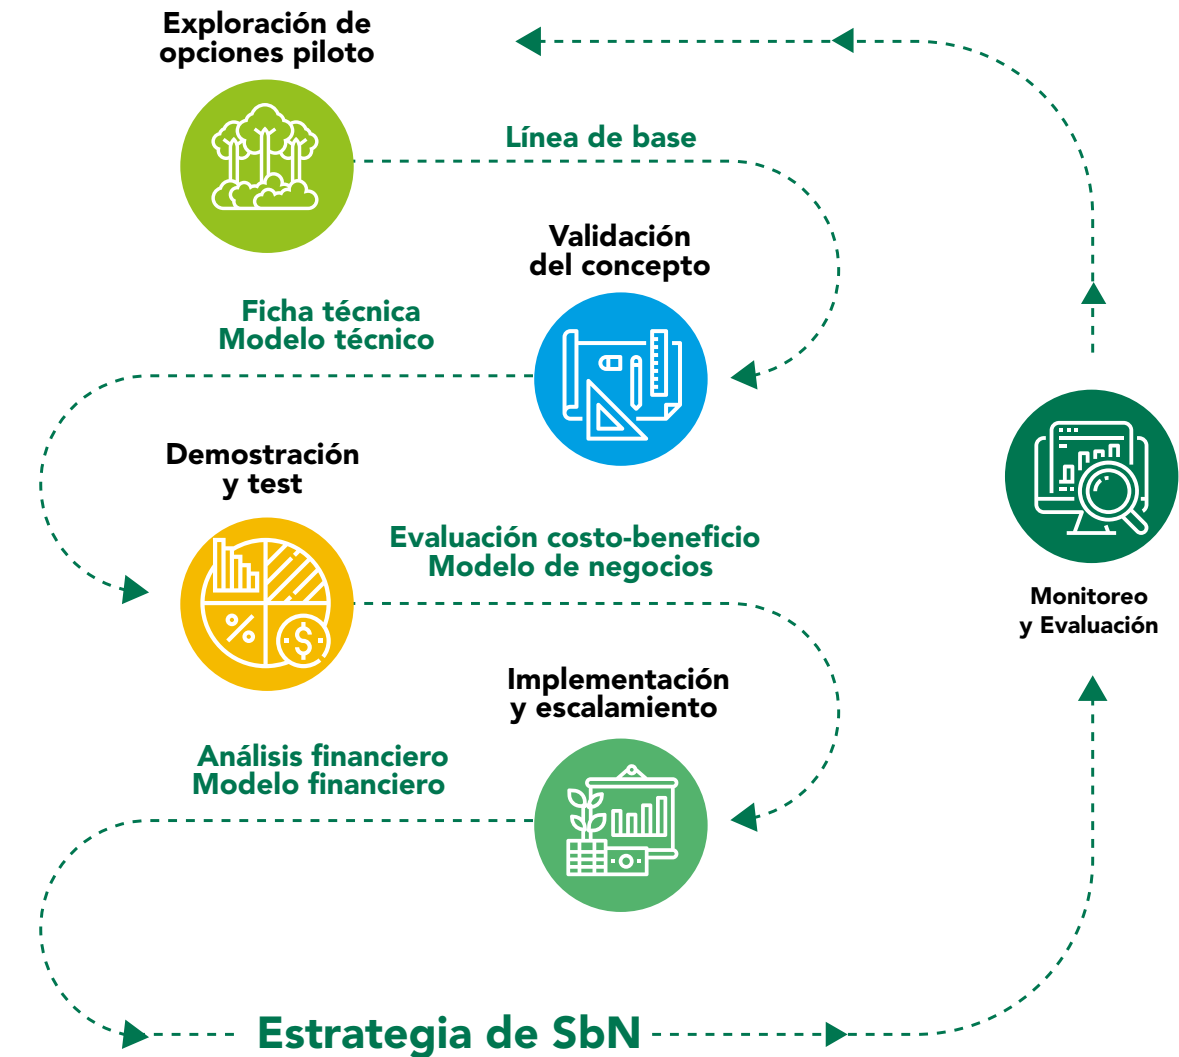 Exploración de
opciones piloto
Línea de base
Validación
del concepto
Ficha técnica
Modelo técnico
Demostración
y test
Evaluación costo-beneficio
Modelo de negocios
Implementación
y escalamiento
Análisis financiero
Modelo financiero
Estrategia de SbN
Monitoreo
y Evaluación